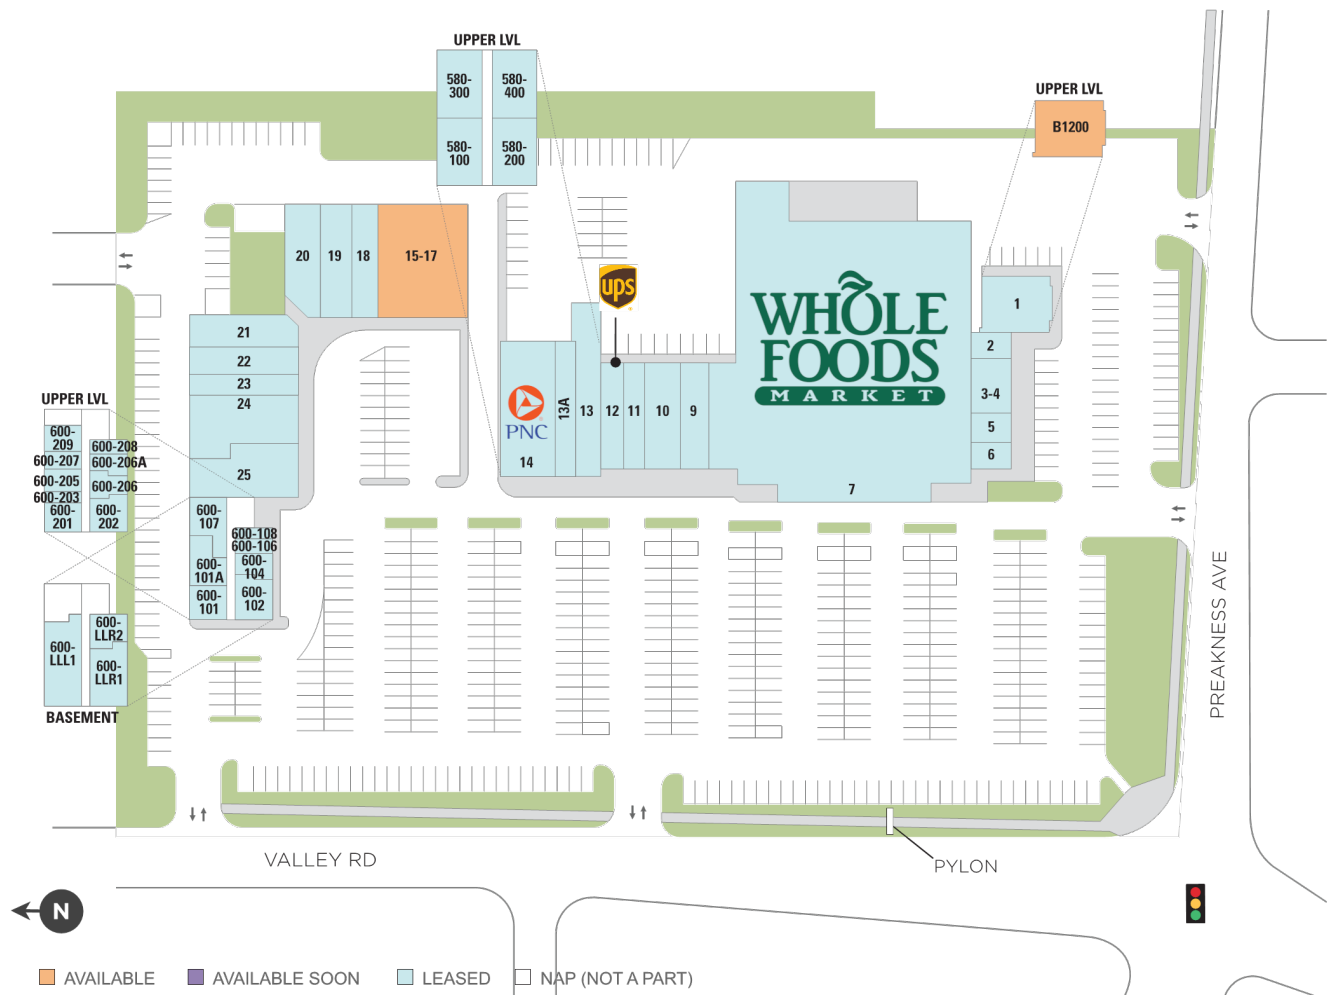 UPPER LVL
580-
300
580-
400
580-
100
580-
200
UPPER LVL
B1200
20
19
18
15-17
ups
WHOLE
FOODS
MARKET
1
2
3-4
5
6
7
21
22
23
24
25
PNC
14
13A
13
12
11
10
9
UPPER LVL
600-
209
600-208
600-207
600-206A
600-205
600-206
600-203
600-
201
600-
202
600-
107
600-108
600-106
600-
101A
600-
104
600-
101
600-
102
600-
LLL1
600-
LLR2
600-
LLR1
BASEMENT
PREAKNESS AVE
VALLEY RD
PYLON
N
AVAILABLE
AVAILABLE SOON
LEASED
NAP (NOT A PART)